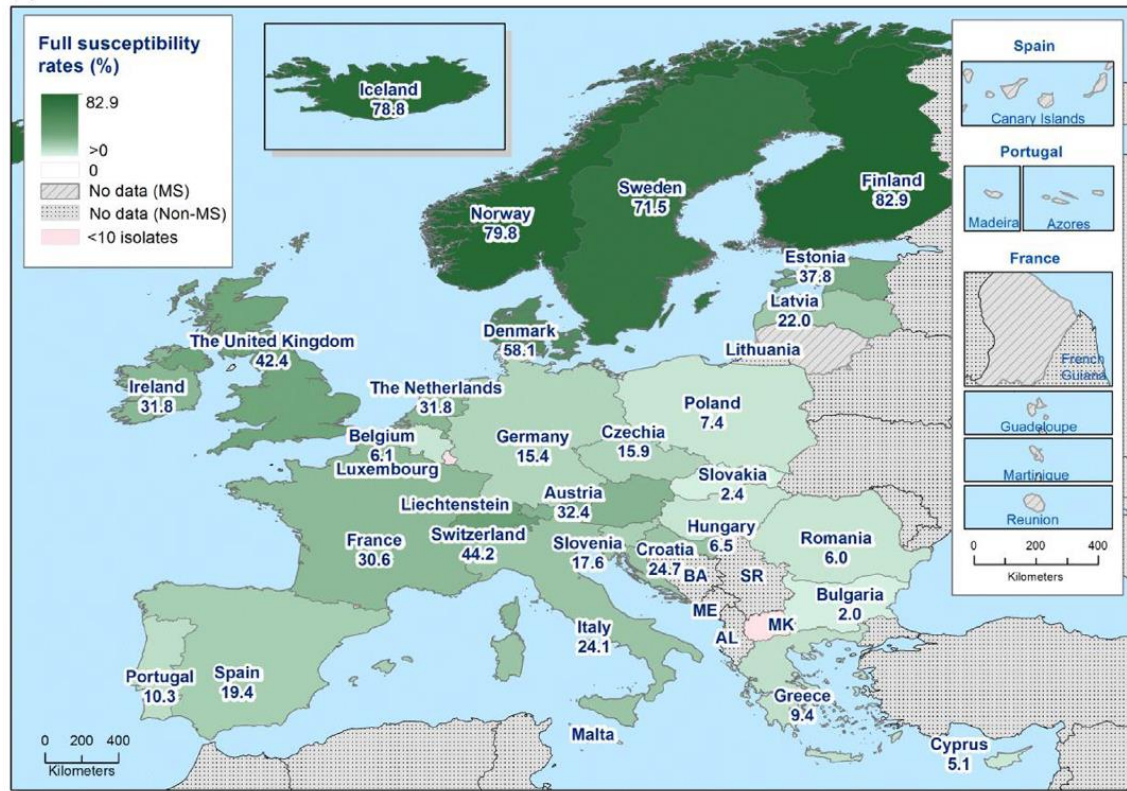 Full susceptibility
rates (%)
82.9
>0
0
No data (MS)
No data (Non-MS)
<10 isolates
Iceland
78.8
Norway
79.8
Sweden
71.5
Finland
82.9
Estonia
37.8
Latvia
22.0
Lithuania
Denmark
58.1
The United Kingdom
42.4
Ireland
31.8
The Netherlands
31.8
Belgium
6.1
Luxembourg
Germany
15.4
Poland
7.4
Czechia
15.9
Slovakia
2.4
Liechtenstein
Austria
32.4
France
30.6
Switzerland
44.2
Slovenia
17.6
Hungary
6.5
Croatia
24.7
Romania
6.0
BA
SR
ME
MK
AL
Bulgaria
2.0
Italy
24.1
Portugal
10.3
Spain
19.4
Greece
9.4
Malta
Cyprus
5.1
0 200 400
Kilometers
Spain
Canary Islands
Portugal
Madeira
Azores
France
French
Guiana
Guadeloupe
Martinique
Reunion
0 200 400
Kilometers